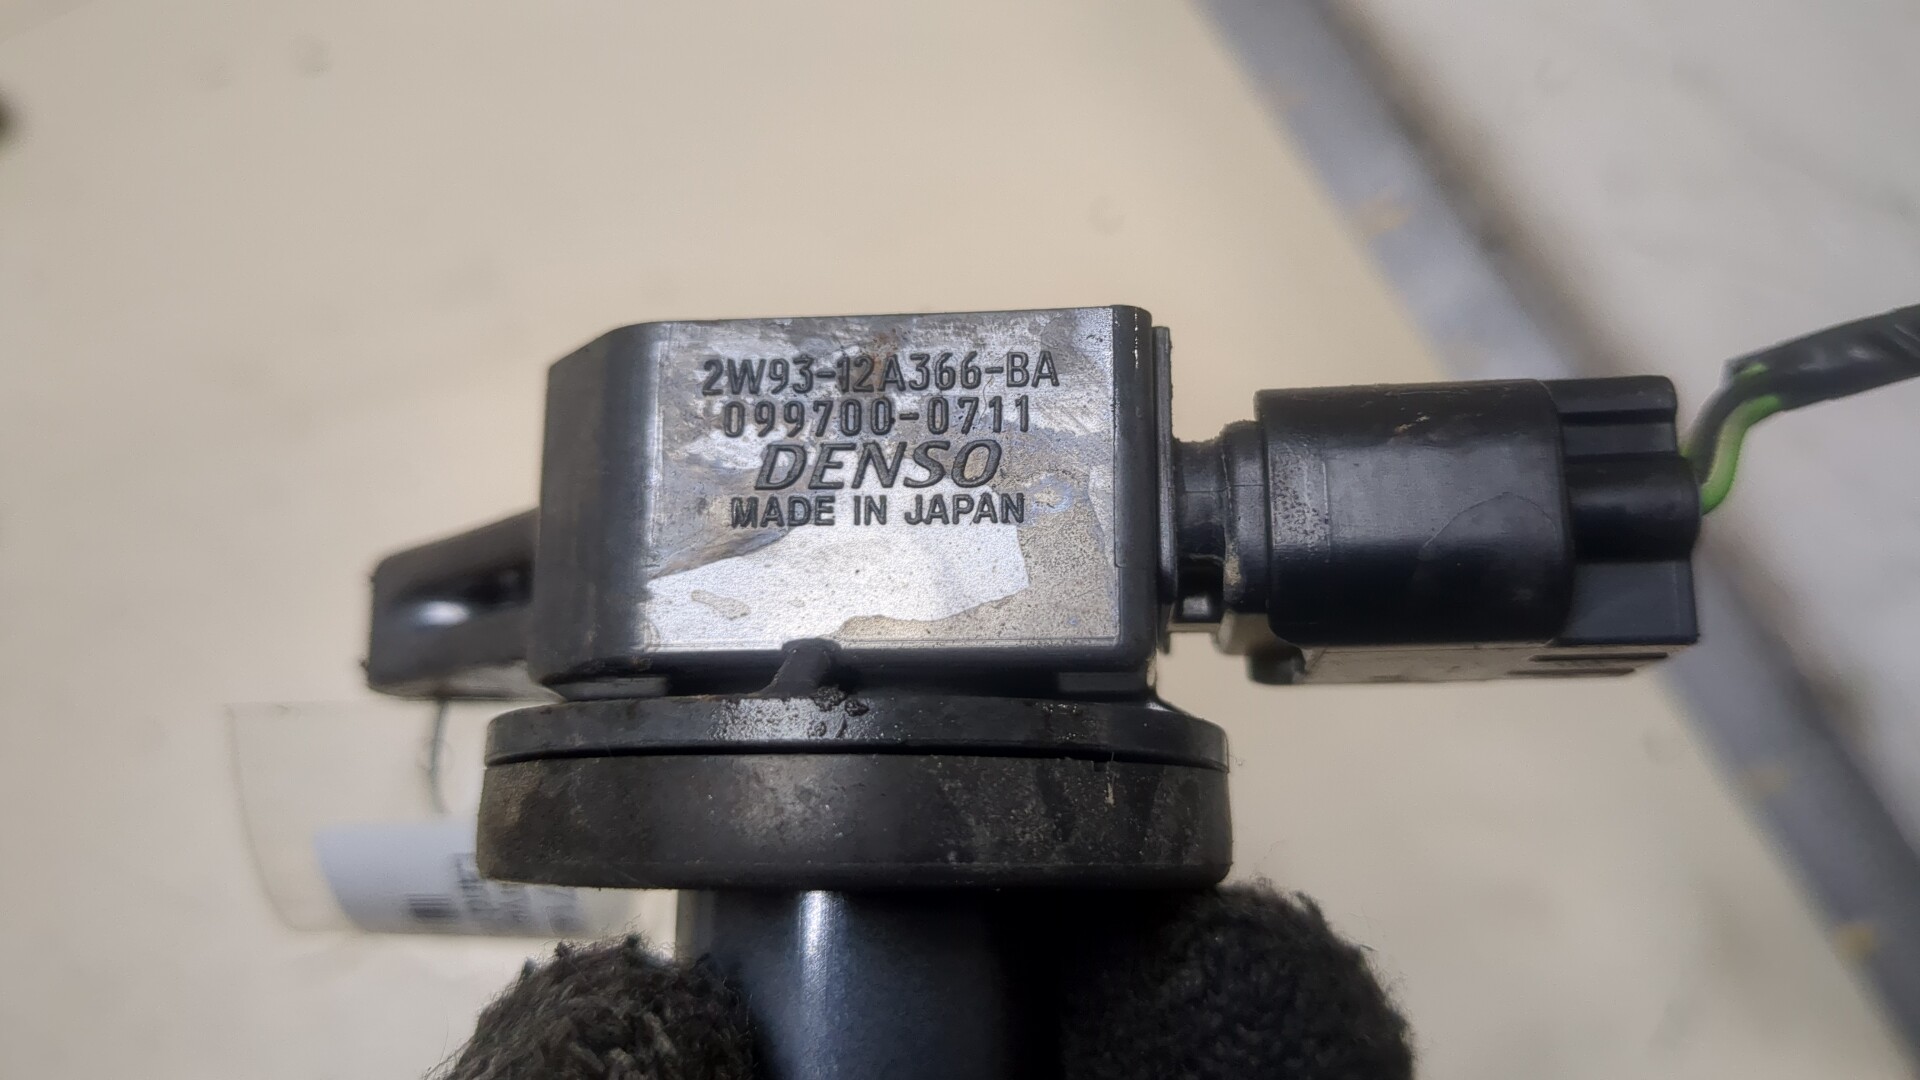 2W93-12A366-BA
099700-0711
DENSO
MADE IN JAPAN